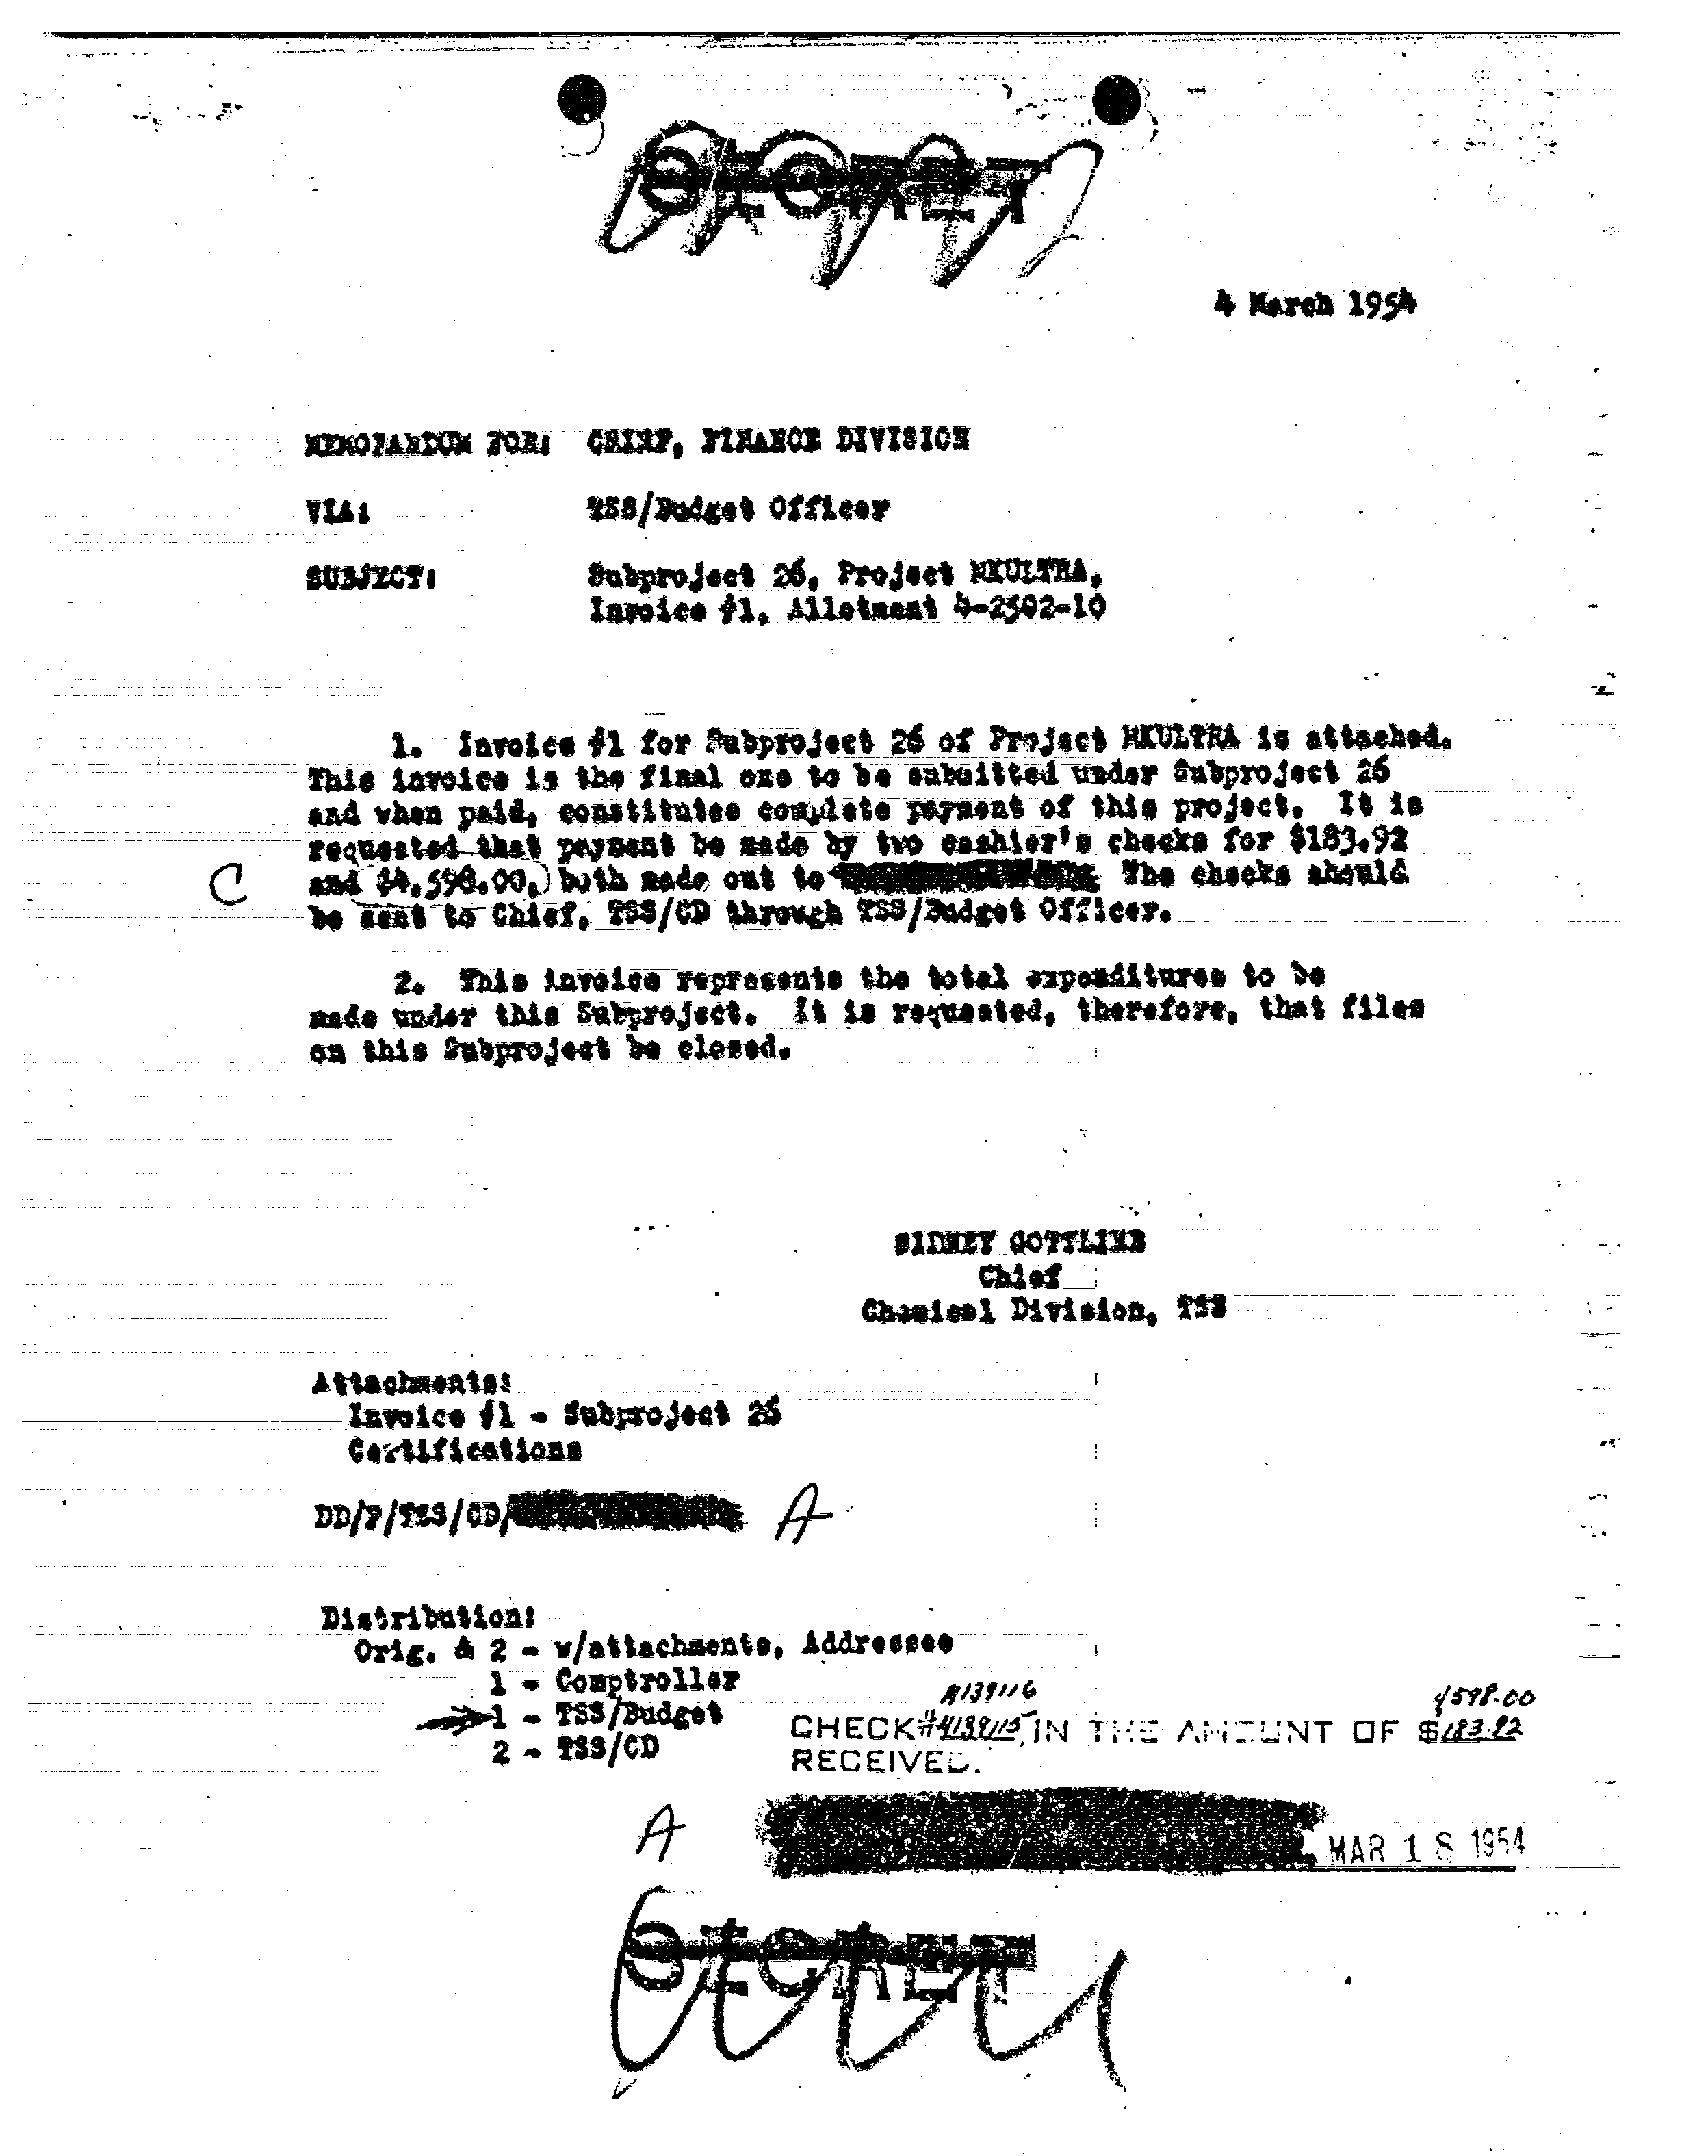 SECRET
4 March 1954
MEMORANDUM FOR: CHIEF, FINANCE DIVISION
VIA: TSS/Budget Officer
SUBJECT: Subproject 26, Project MKULTRA,
Invoice #1, Allotment 4-2502-10
1. Invoice #1 for Subproject 26 of Project MKULTRA is attached.
This invoice is the final one to be submitted under Subproject 26
and when paid, constitutes complete payment of this project. It is
requested that payment be made by two cashier's checks for $183.92
C and $4,598.00, both made out to The checks should
be sent to Chief, TSS/CD through TSS/Budget Officer.
2. This invoice represents the total expenditures to be
made under this Subproject. It is requested, therefore, that files
on this Subproject be closed.
SIDNEY GOTTLIEB
Chief
Chemical Division, TSS
Attachments:
Invoice #1 - Subproject 26
Certifications
DD/P/TSS/CD/ A
Distribution:
Orig. & 2 - w/attachments, Addressee
1 - Comptroller
1 - TSS/Budget
2 - TSS/CD
4139116 4598.00
CHECK #4139115, IN THE AMOUNT OF $183.92
RECEIVED.
A MAR 18 1954
SECRET